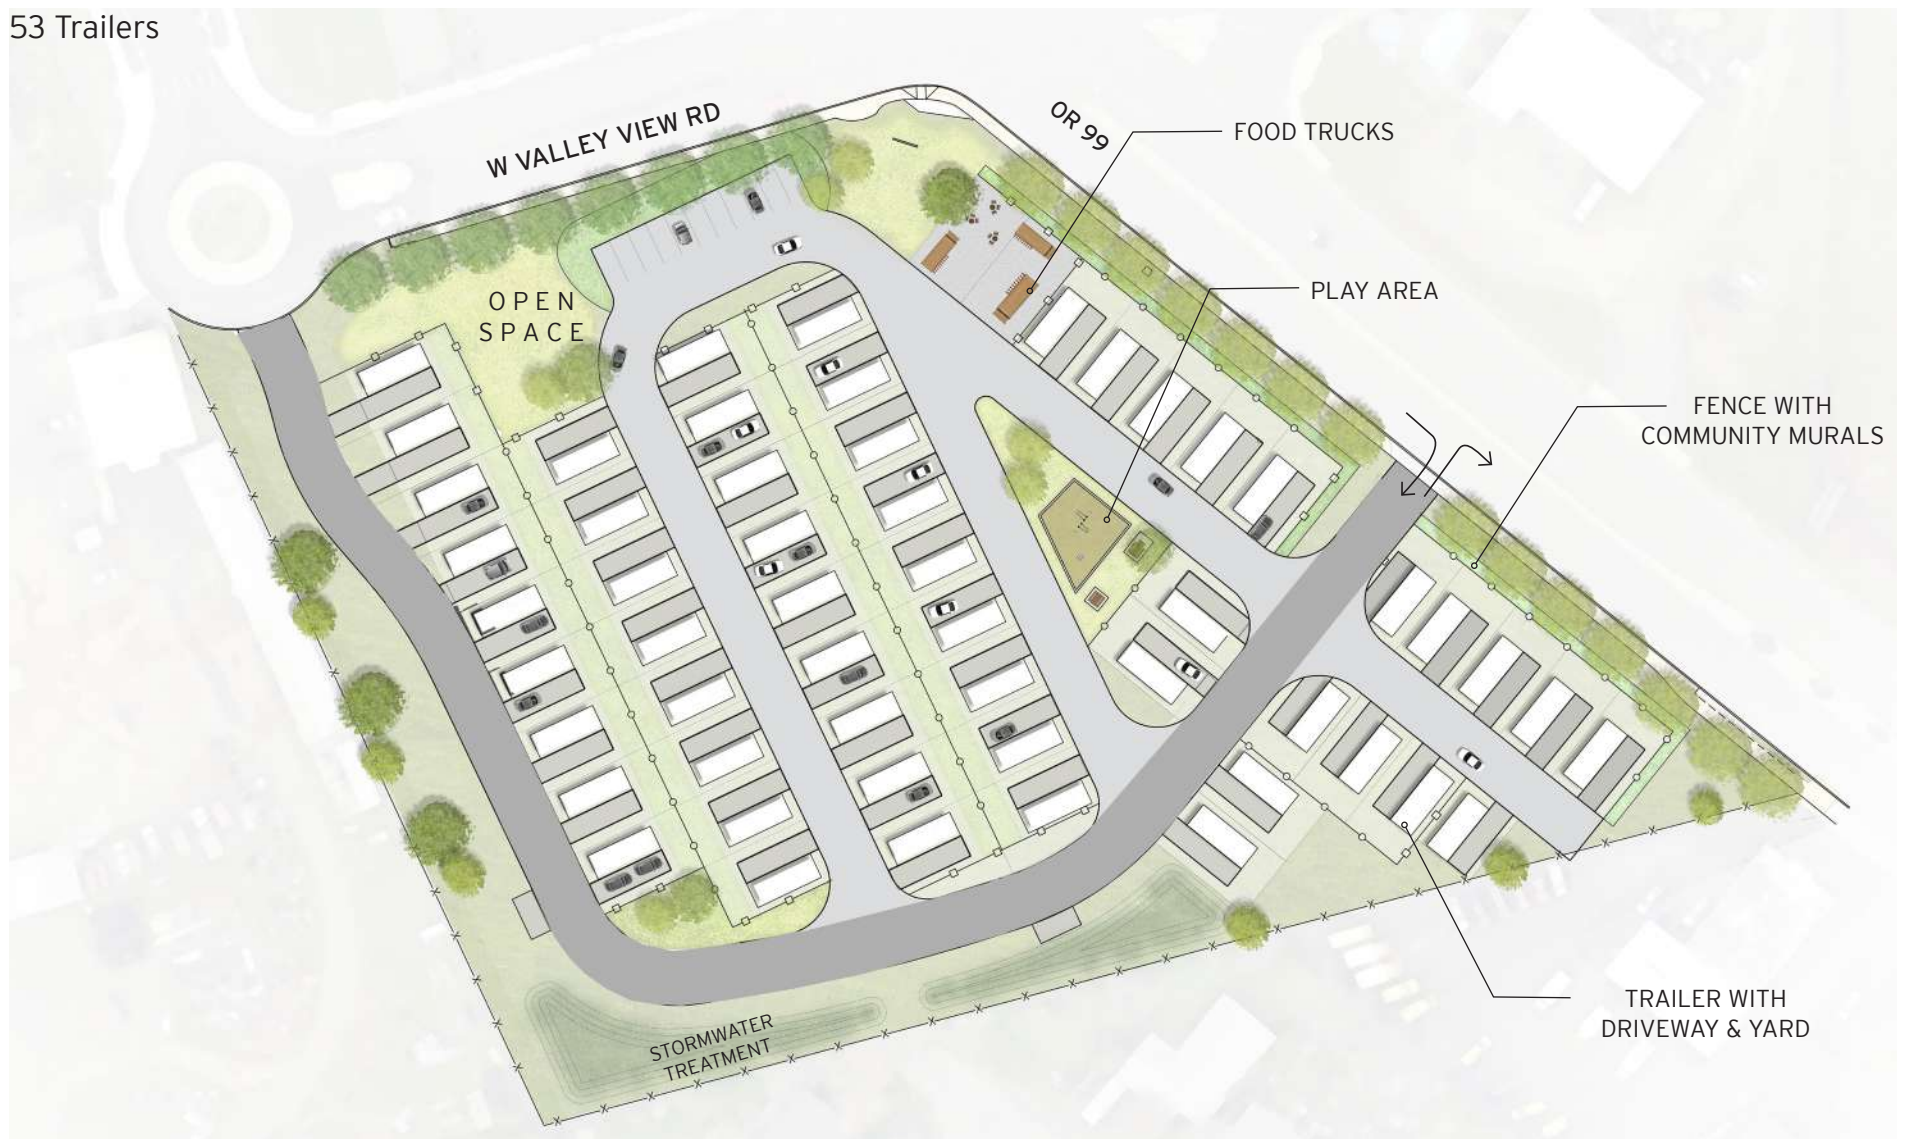 53 Trailers
W VALLEY VIEW RD
OR 99
FOOD TRUCKS
PLAY AREA
OPEN
SPACE
FENCE WITH
COMMUNITY MURALS
TRAILER WITH
DRIVEWAY & YARD
STORMWATER
TREATMENT